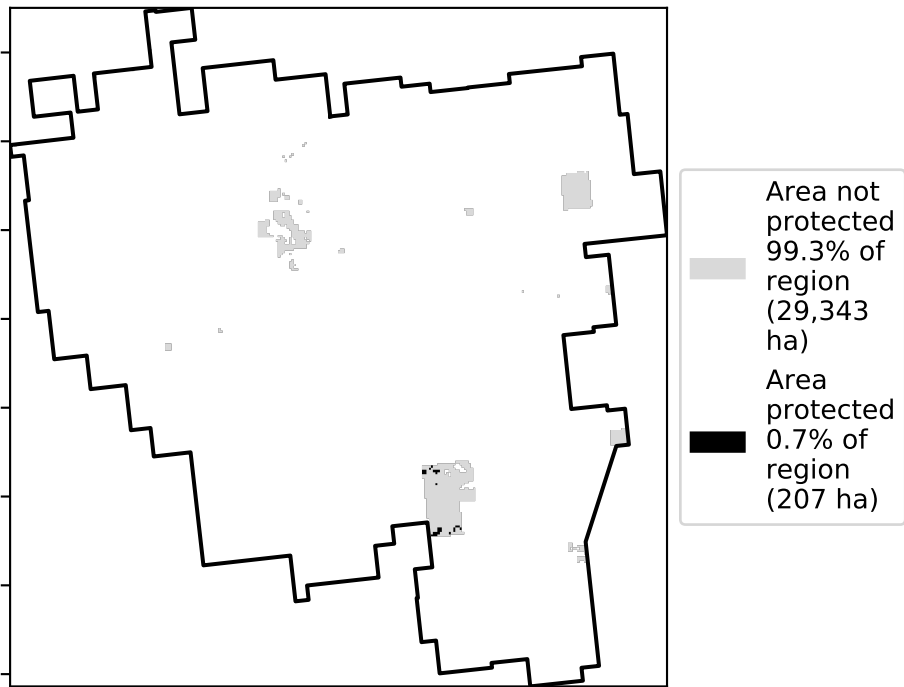 Area not
protected
99.3% of
region
(29,343
ha)
Area
protected
0.7% of
region
(207 ha)